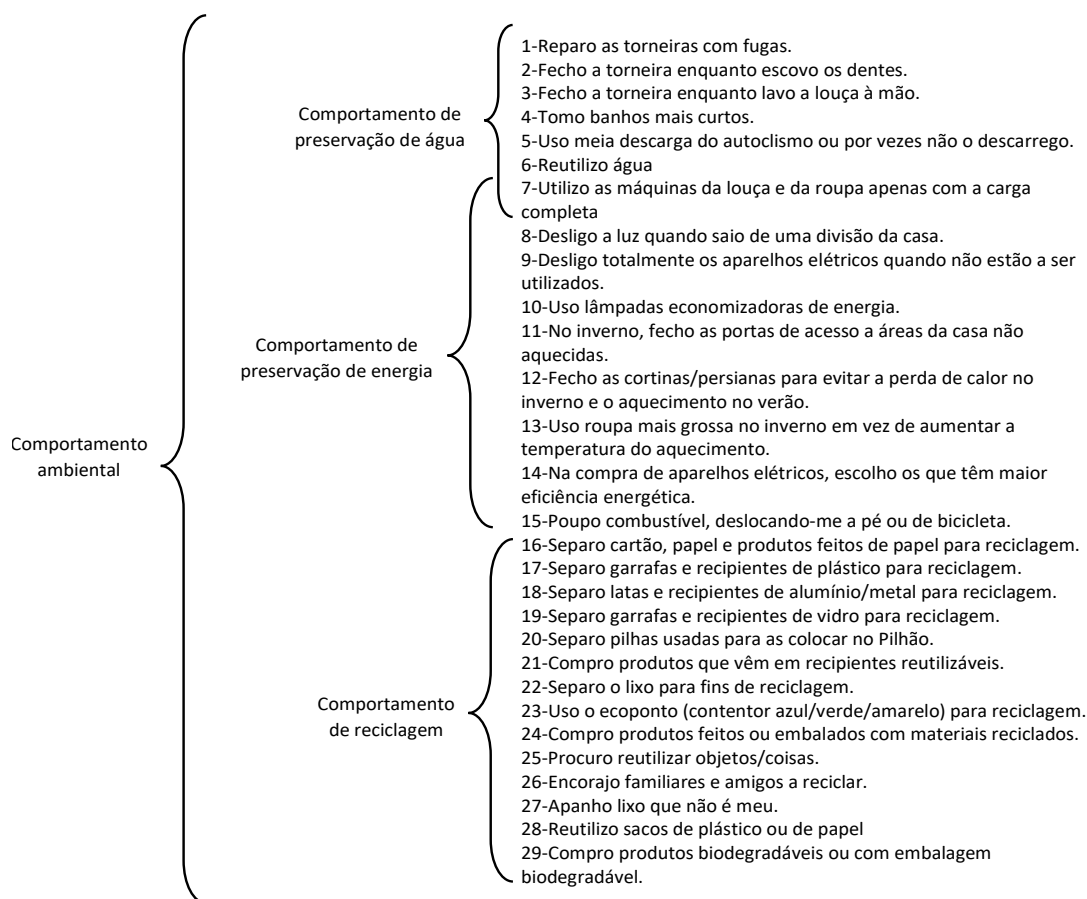 Comportamento
ambiental
Comportamento de
preservação de água
1-Reparo as torneiras com fugas.
2-Fecho a torneira enquanto escovo os dentes.
3-Fecho a torneira enquanto lavo a louça à mão.
4-Tomo banhos mais curtos.
5-Uso meia descarga do autoclismo ou por vezes não o descarrego.
6-Reutilizo água
7-Utilizo as máquinas da louça e da roupa apenas com a carga
completa
Comportamento de
preservação de energia
8-Desligo a luz quando saio de uma divisão da casa.
9-Desligo totalmente os aparelhos elétricos quando não estão a ser
utilizados.
10-Uso lâmpadas economizadoras de energia.
11-No inverno, fecho as portas de acesso a áreas da casa não
aquecidas.
12-Fecho as cortinas/persianas para evitar a perda de calor no
inverno e o aquecimento no verão.
13-Uso roupa mais grossa no inverno em vez de aumentar a
temperatura do aquecimento.
14-Na compra de aparelhos elétricos, escolho os que têm maior
eficiência energética.
15-Poupo combustível, deslocando-me a pé ou de bicicleta.
Comportamento
de reciclagem
16-Separo cartão, papel e produtos feitos de papel para reciclagem.
17-Separo garrafas e recipientes de plástico para reciclagem.
18-Separo latas e recipientes de alumínio/metal para reciclagem.
19-Separo garrafas e recipientes de vidro para reciclagem.
20-Separo pilhas usadas para as colocar no Pilhão.
21-Compro produtos que vêm em recipientes reutilizáveis.
22-Separo o lixo para fins de reciclagem.
23-Uso o ecoponto (contentor azul/verde/amarelo) para reciclagem.
24-Compro produtos feitos ou embalados com materiais reciclados.
25-Procuro reutilizar objetos/coisas.
26-Encorajo familiares e amigos a reciclar.
27-Apanho lixo que não é meu.
28-Reutilizo sacos de plástico ou de papel
29-Compro produtos biodegradáveis ou com embalagem
biodegradável.